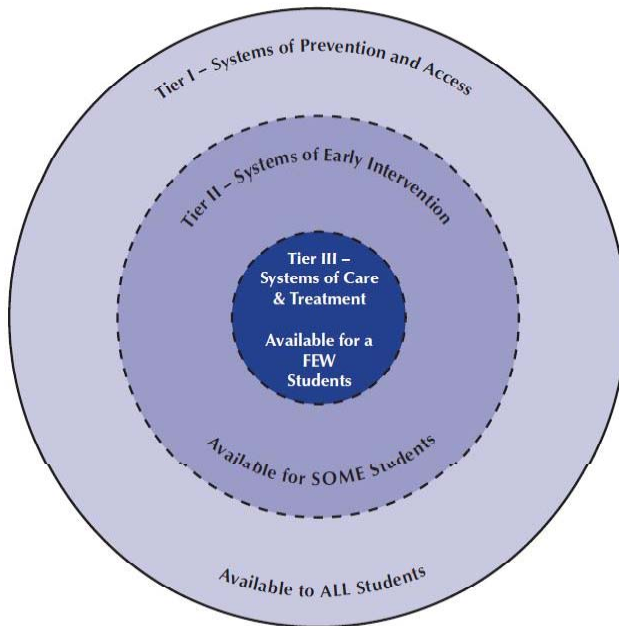 Tier I – Systems of Prevention and Access
Tier II – Systems of Early Intervention
Tier III –
Systems of Care
& Treatment
Available for a
FEW
Students
Available for SOME Students
Available to ALL Students